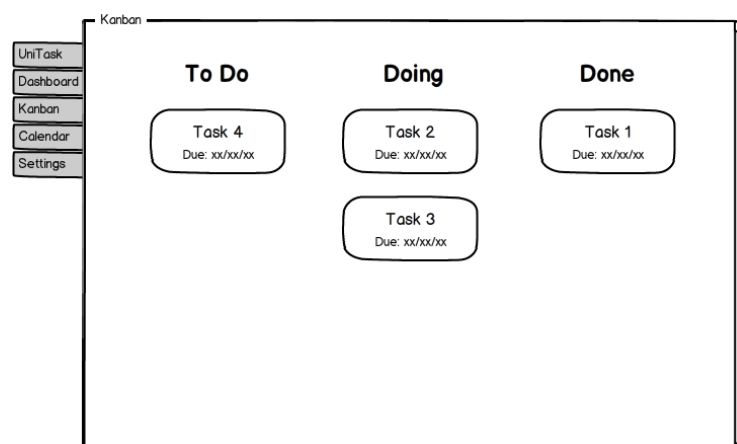 Kanban
UniTask
Dashboard
Kanban
Calendar
Settings
To Do
Doing
Done
Task 4
Due: xx/xx/xx
Task 2
Due: xx/xx/xx
Task 3
Due: xx/xx/xx
Task 1
Due: xx/xx/xx